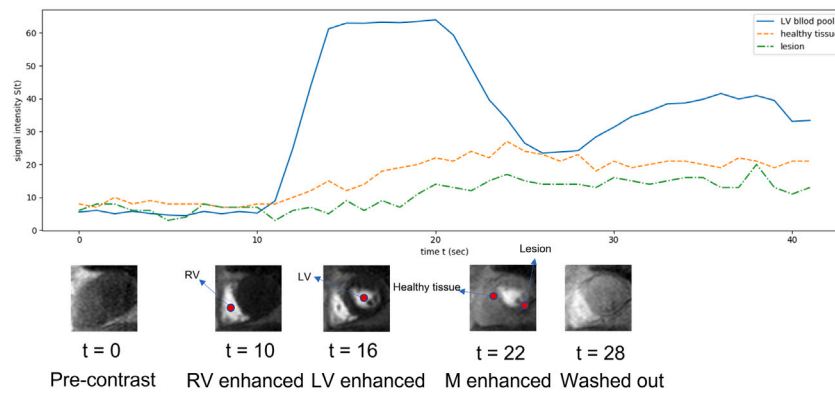 60
50
40
30
20
10
0
signal intensity S(t)
LV bllod pool
healthy tissue
lesion
0
10
20
30
40
time t (sec)
RV
LV
Healthy tissue
Lesion
t = 0
t = 10
t = 16
t = 22
t = 28
Pre-contrast
RV enhanced
LV enhanced
M enhanced
Washed out